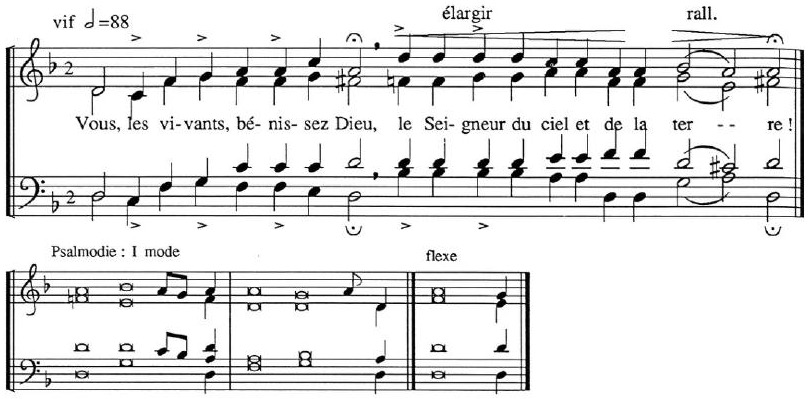 élargir rall.
vif 𝅗𝅥 =88
Vous, les vi-vants, bé-nis-sez Dieu, le Sei-gneur du ciel et de la ter -- re !
Psalmodie : I mode
flexe